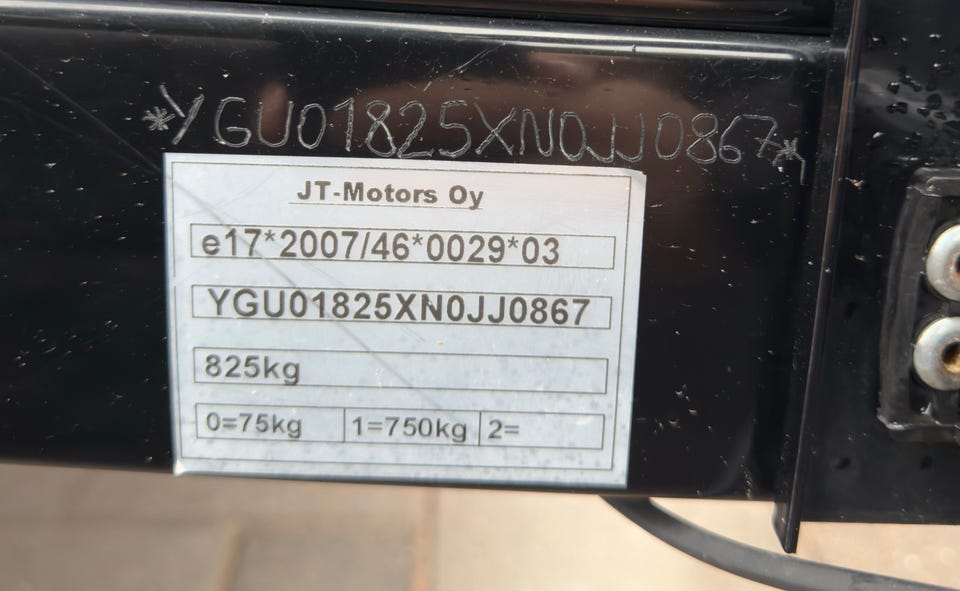 *YGU01825XN0JJ0867*
JT-Motors Oy
e17*2007/46*0029*03
YGU01825XN0JJ0867
825kg
0=75kg 1=750kg 2=